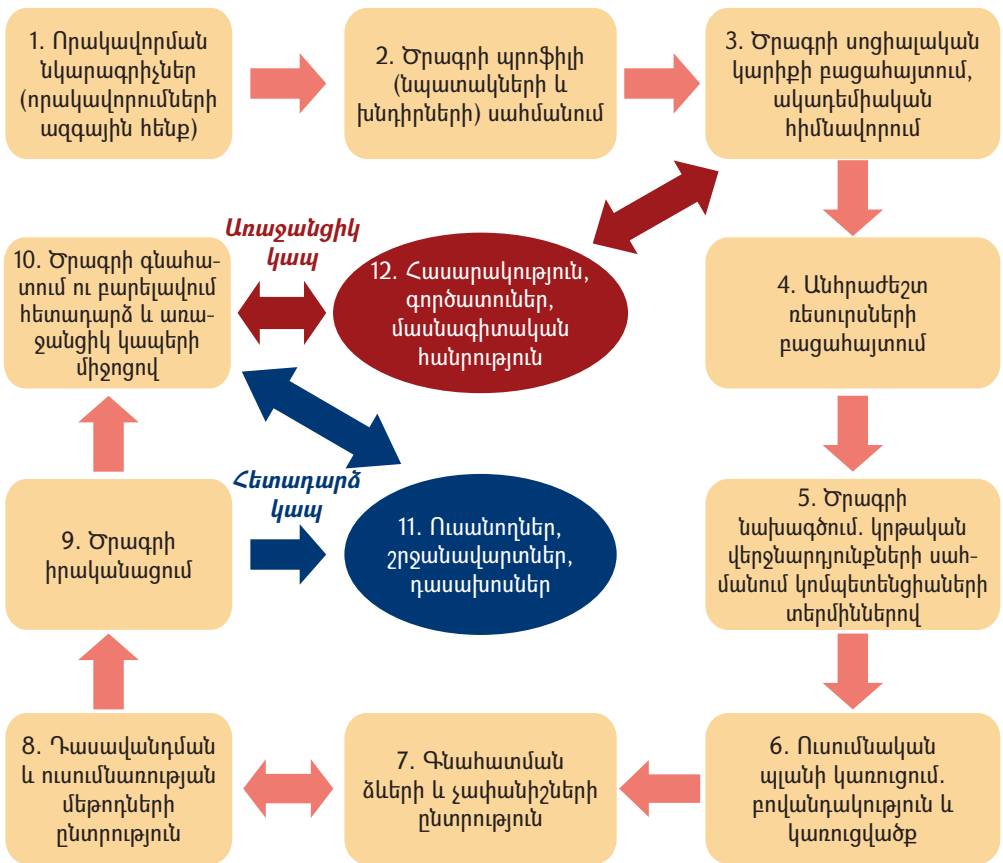 1. Որակավորման
նկարագրիչներ
(որակավորումների
ազգային հենք)
2. Ծրագրի պրոֆիլի
(նպատակների և
խնդիրների) սահմանում
3. Ծրագրի սոցիալական
կարիքի բացահայտում,
ակադեմիական
հիմնավորում
Առաջանցիկ
կապ
10. Ծրագրի գնահա-
տում ու բարելավում
հետադարձ և առա-
ջանցիկ կապերի
միջոցով
12. Հասարակություն,
գործատուներ,
մասնագիտական
հանրություն
4. Անհրաժեշտ
ռեսուրսների
բացահայտում
Հետադարձ
կապ
9. Ծրագրի
իրականացում
11. Ուսանողներ,
շրջանավարտներ,
դասախոսներ
5. Ծրագրի
նախագծում. կրթական
վերջնարդյունքների սահ-
մանում կոմպետենցիաների
տերմիններով
8. Դասավանդման
և ուսումնառության
մեթոդների
ընտրություն
7. Գնահատման
ձևերի և չափանիշների
ընտրություն
6. Ուսումնական
պլանի կառուցում.
բովանդակություն և
կառուցվածք